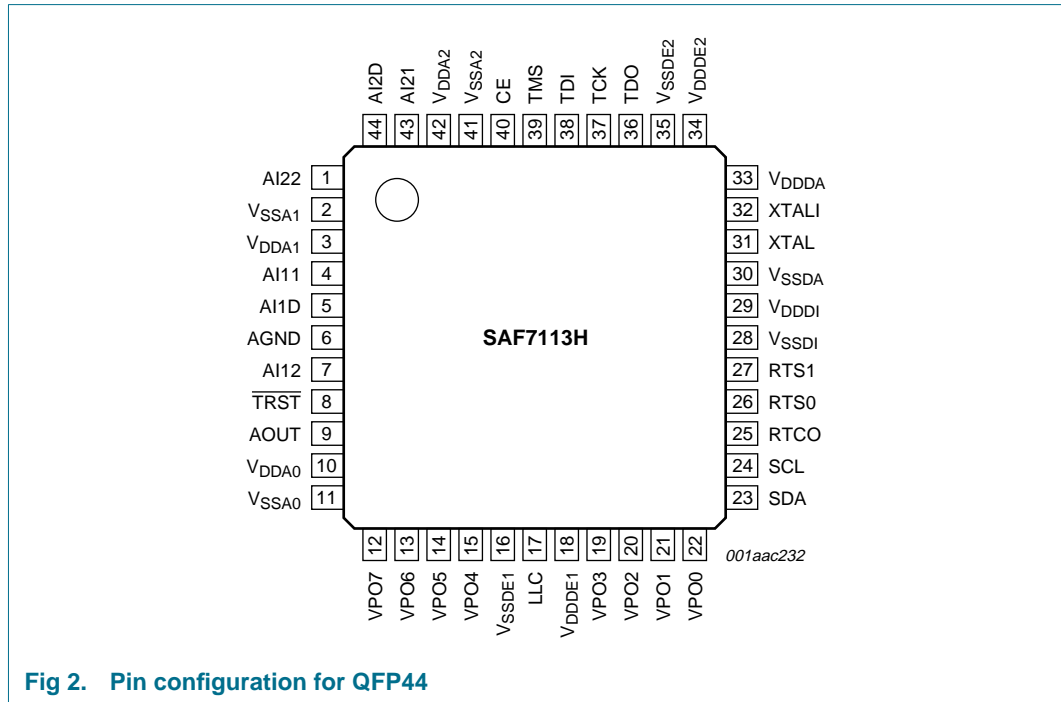 AI2D
AI21
VDDA2
VSSA2
CE
TMS
TDI
TCK
TDO
VSSDE2
VDDDE2
44
43
42
41
40
39
38
37
36
35
34
AI22 1
VSSA1 2
VDDA1 3
AI11 4
AI1D 5
AGND 6
AI12 7
TRST 8
AOUT 9
VDDA0 10
VSSA0 11
SAF7113H
33 VDDDA
32 XTALI
31 XTAL
30 VSSDA
29 VDDDI
28 VSSDI
27 RTS1
26 RTS0
25 RTCO
24 SCL
23 SDA
12
13
14
15
16
17
18
19
20
21
22
VPO7
VPO6
VPO5
VPO4
VSSDE1
LLC
VDDDE1
VPO3
VPO2
VPO1
VPO0
001aac232
Fig 2. Pin configuration for QFP44